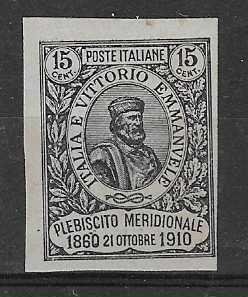 15 CENT. POSTE ITALIANE 15 CENT.
ITALIA E VITTORIO EMMANUELE
PLEBISCITO MERIDIONALE
1860 21 OTTOBRE 1910